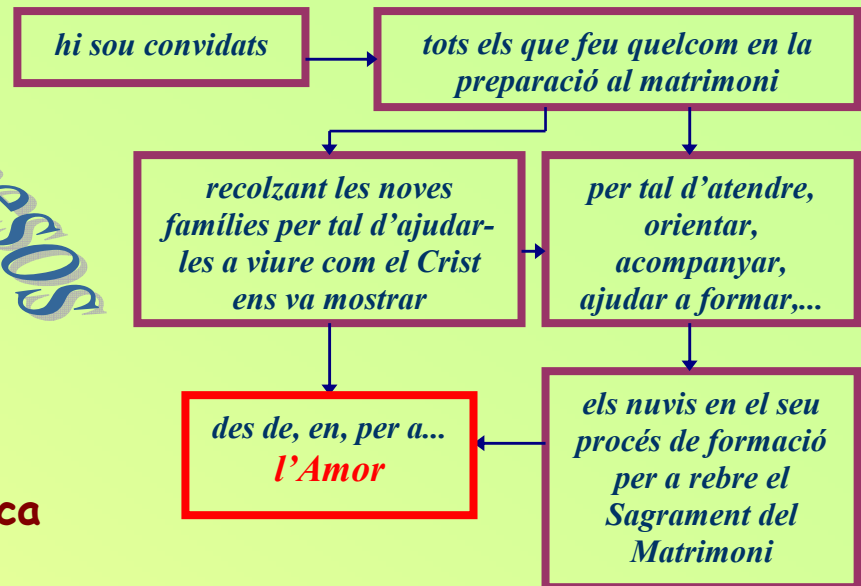 hi sou convidats
tots els que feu quelcom en la
preparació al matrimoni
recolzant les noves
famílies per tal d’ajudar-
les a viure com el Crist
ens va mostrar
per tal d’atendre,
orientar,
acompanyar,
ajudar a formar,...
des de, en, per a...
l’Amor
els nuvis en el seu
procés de formació
per a rebre el
Sagrament del
Matrimoni